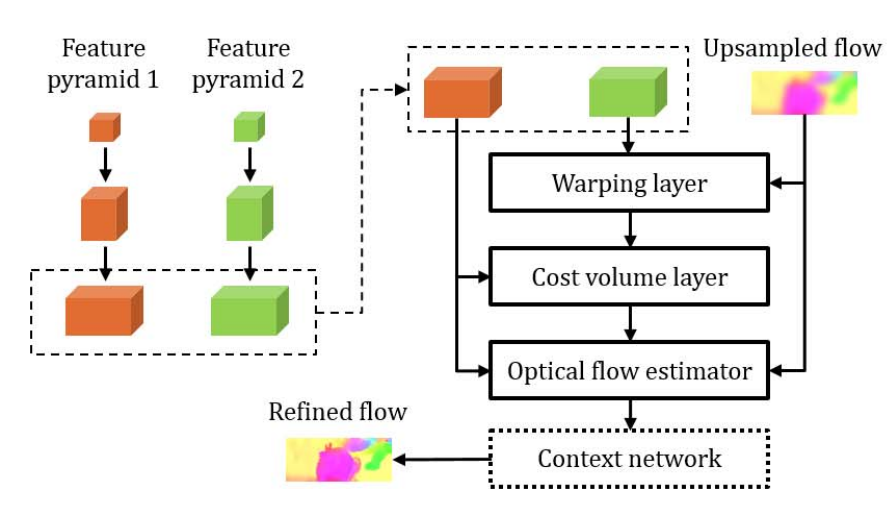 Feature
pyramid 1
Feature
pyramid 2
Upsampled flow
Warping layer
Cost volume layer
Optical flow estimator
Refined flow
Context network